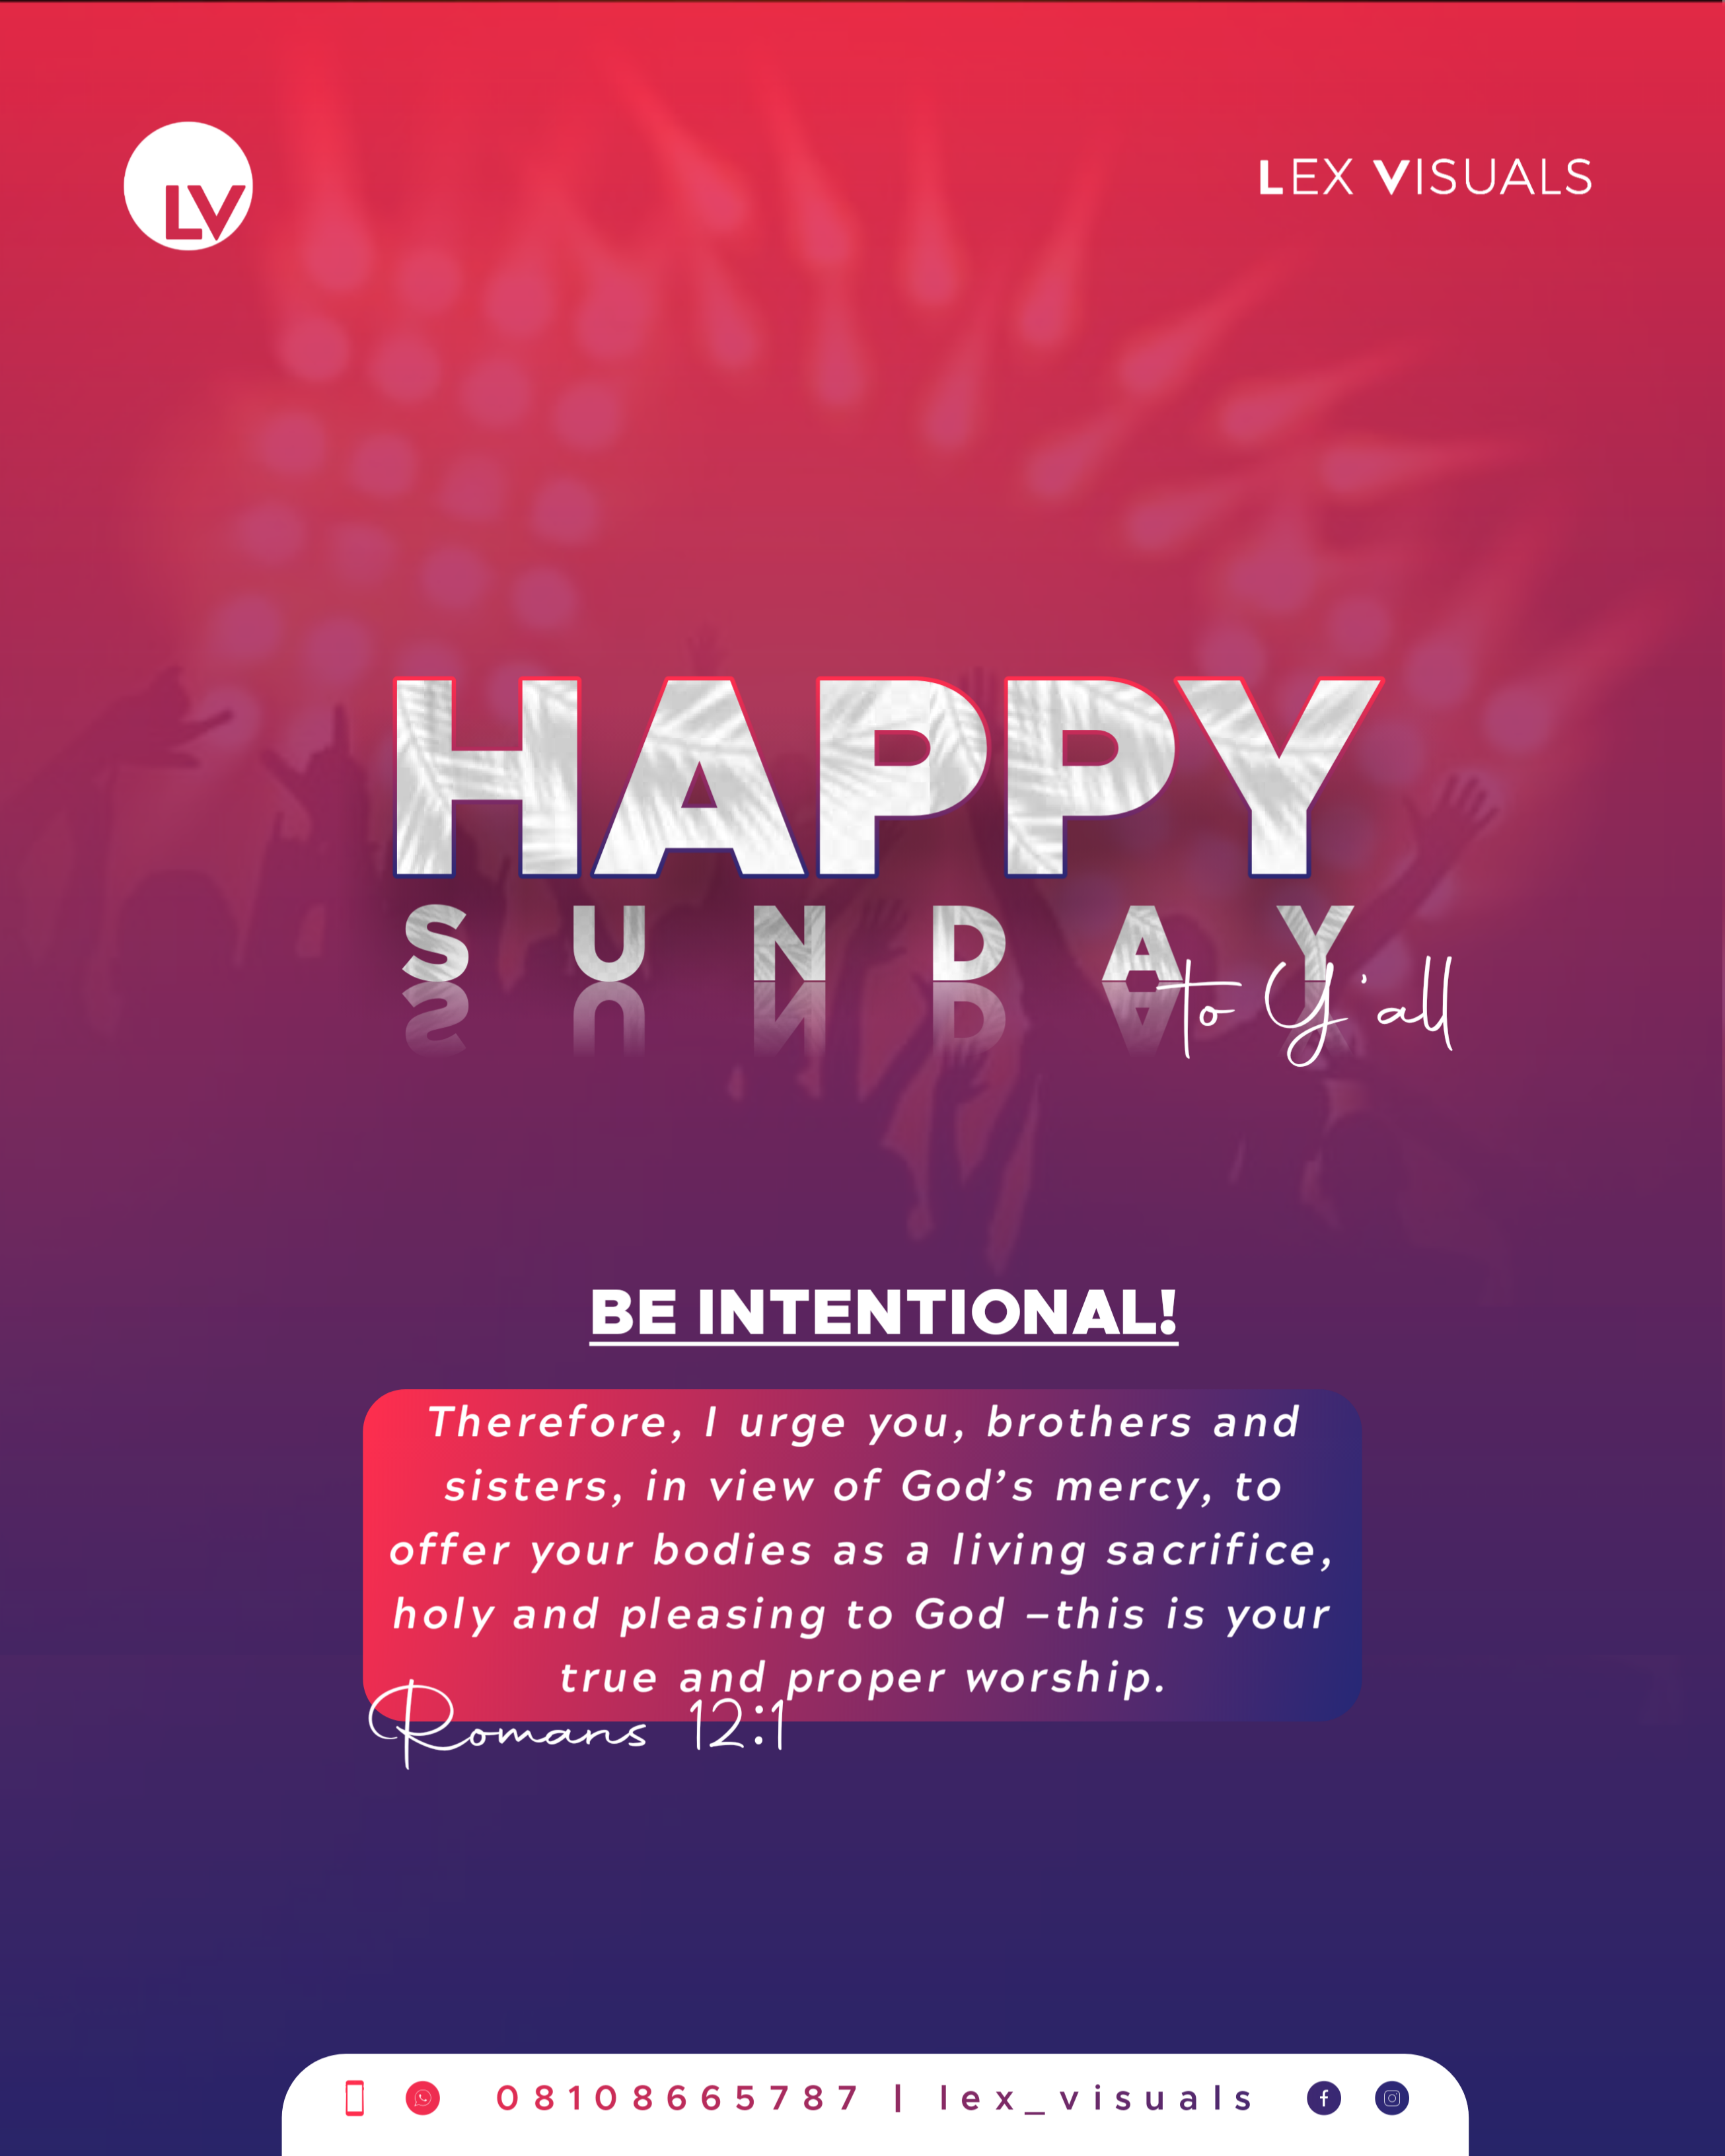 LV
LEX VISUALS
HAPPY
SUNDAY
to Y'all
BE INTENTIONAL!
Therefore, I urge you, brothers and
sisters, in view of God's mercy, to
offer your bodies as a living sacrifice,
holy and pleasing to God –this is your
true and proper worship.
Romans 12:1
08108665787 | lex_visuals